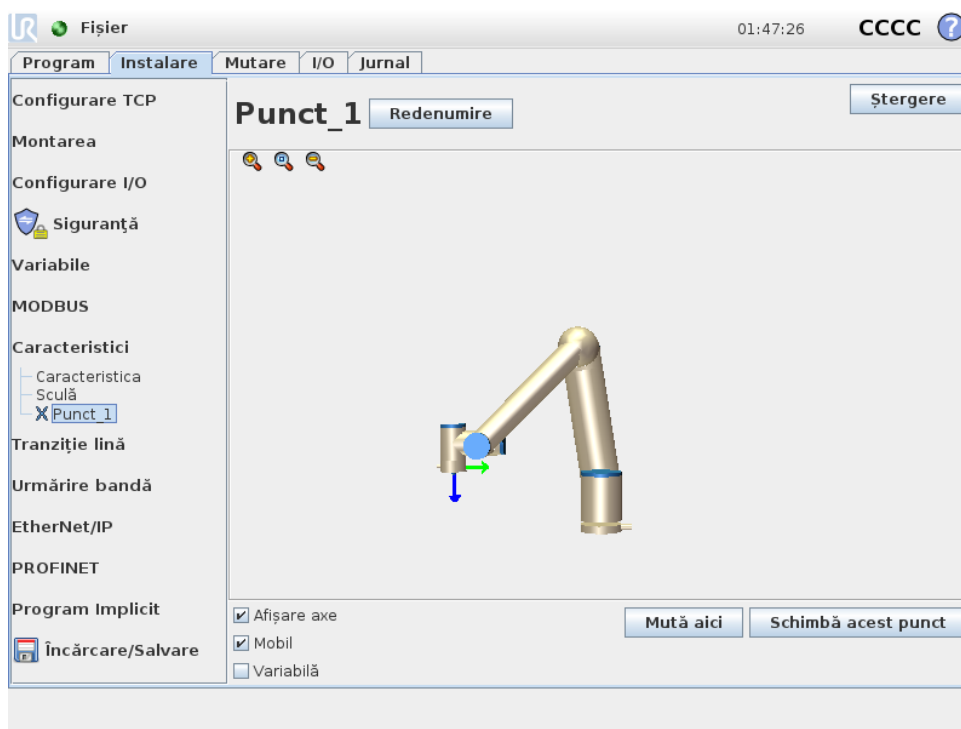 UR Fișier 01:47:26 CCCC ?
Program Instalare Mutare I/O Jurnal
Configurare TCP
Montarea
Configurare I/O
Siguranță
Variabile
MODBUS
Caracteristici
Caracteristica
Sculă
Punct_1
Tranziție lină
Urmărire bandă
EtherNet/IP
PROFINET
Program Implicit
Încărcare/Salvare
Punct_1 Redenumire Ștergere
Afișare axe
Mobil
Variabilă
Mută aici Schimbă acest punct